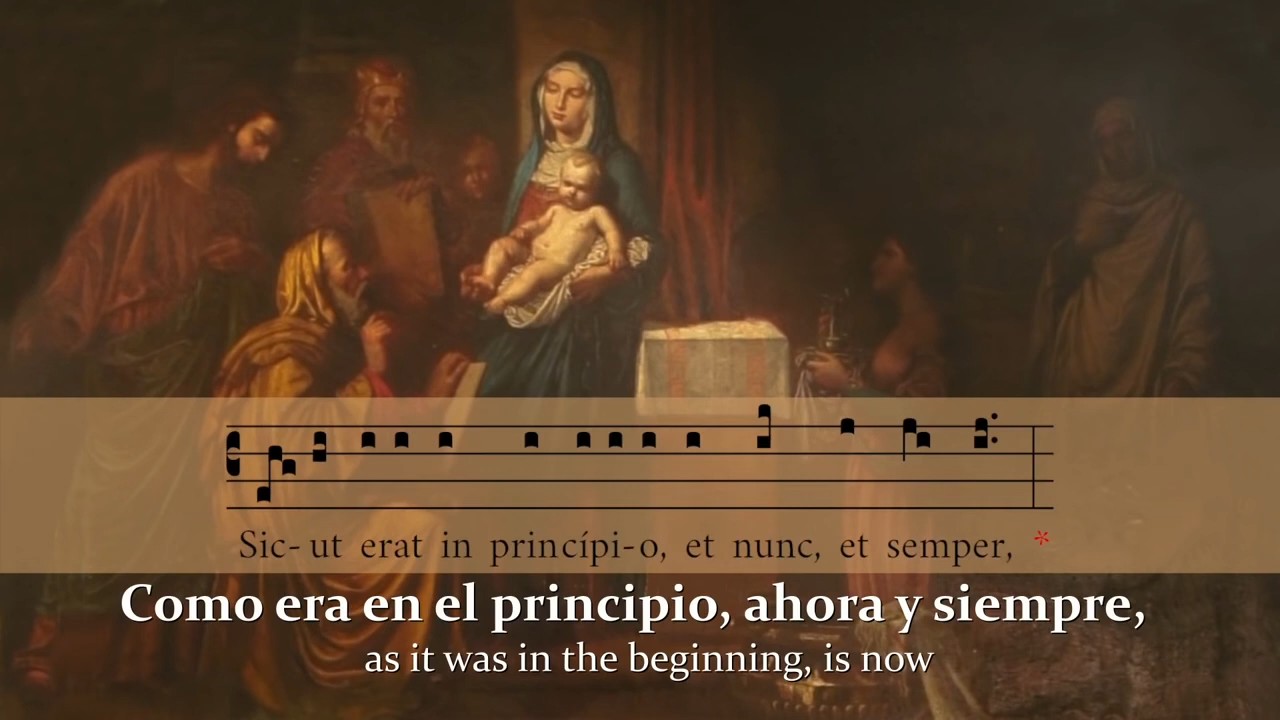 Sic- ut erat in princípi-o, et nunc, et semper, *
Como era en el principio, ahora y siempre,
as it was in the beginning, is now